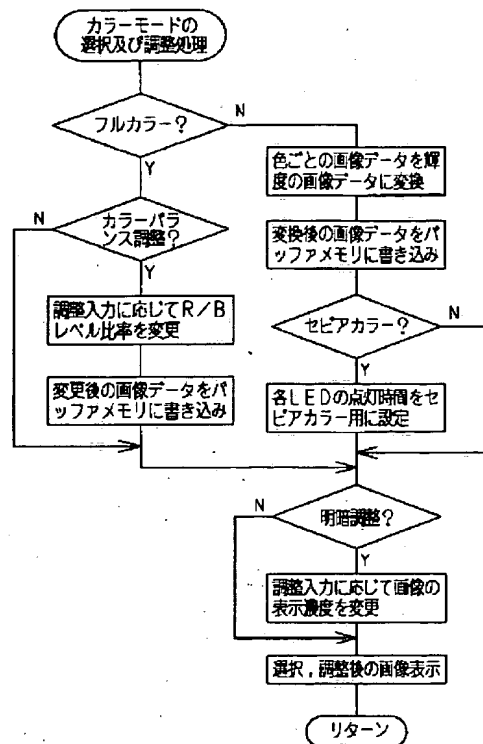 カラーモードの
選択及び調整処理
フルカラー?
N
Y
色ごとの画像データを輝
度の画像データに変換
変換後の画像データをバ
ッファメモリに書き込み
N
カラーバラ
ンス調整?
Y
調整入力に応じてR/B
レベル比率を変更
変更後の画像データをバ
ッファメモリに書き込み
セピアカラー?
N
Y
各LEDの点灯時間をセ
ピアカラー用に設定
N
明暗調整?
Y
調整入力に応じて画像の
表示濃度を変更
選択,調整後の画像表示
リターン